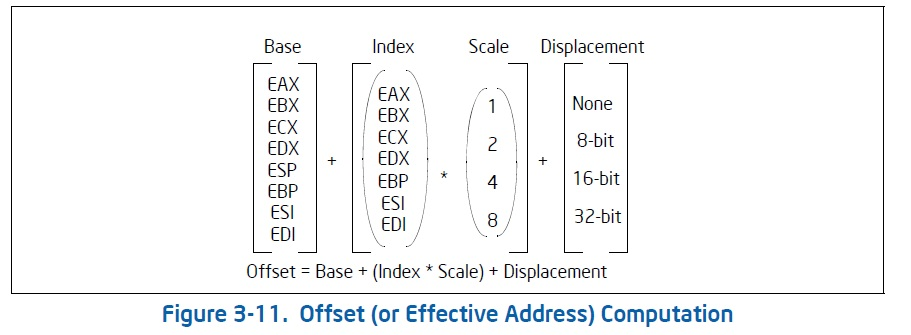 Base Index Scale Displacement
EAX EAX
EBX EBX 1 None
ECX ECX
EDX + EDX * 2 + 8-bit
ESP EBP 4 16-bit
EBP ESI
ESI EDI 8 32-bit
EDI
Offset = Base + (Index * Scale) + Displacement
Figure 3-11. Offset (or Effective Address) Computation